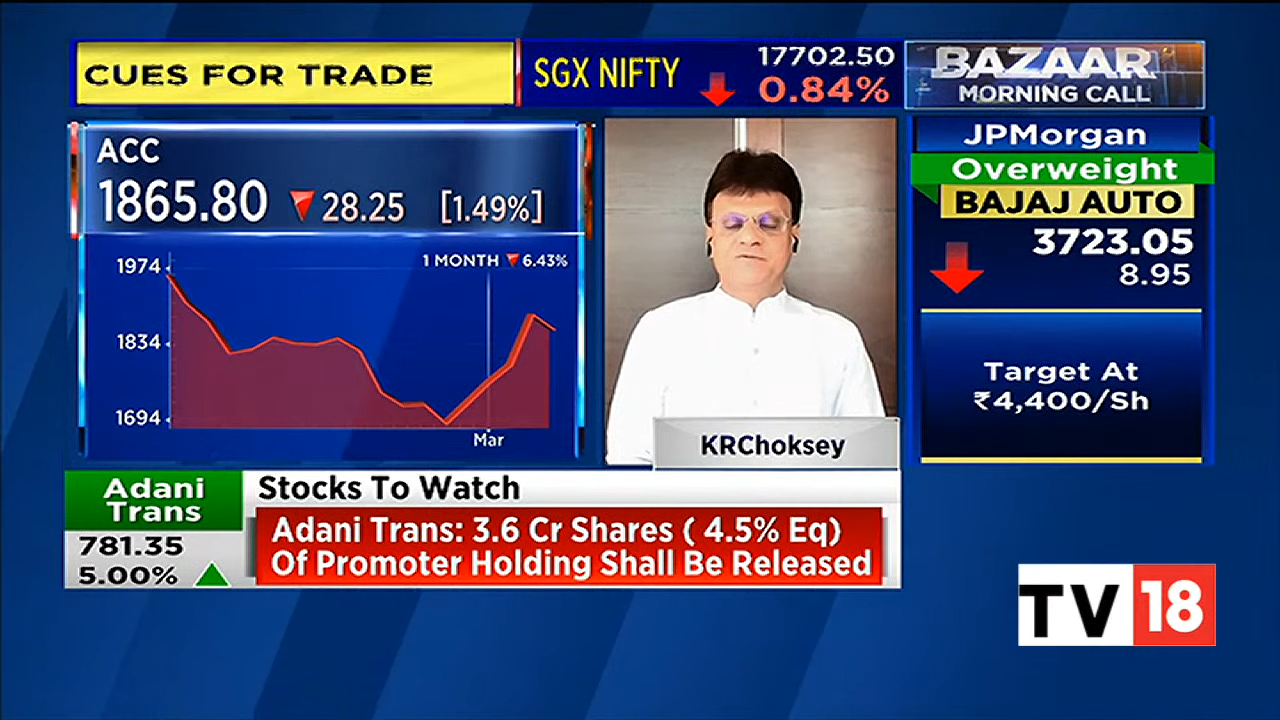 CUES FOR TRADE
SGX NIFTY
17702.50
0.84%
BAZAAR
MORNING CALL
ACC
1865.80 28.25 [1.49%]
1 MONTH 6.43%
1974
1834
1694
Mar
KRChoksey
JPMorgan
Overweight
BAJAJ AUTO
3723.05
8.95
Target At
₹4,400/Sh
Adani
Trans
781.35
5.00%
Stocks To Watch
Adani Trans: 3.6 Cr Shares ( 4.5% Eq)
Of Promoter Holding Shall Be Released
TV 18